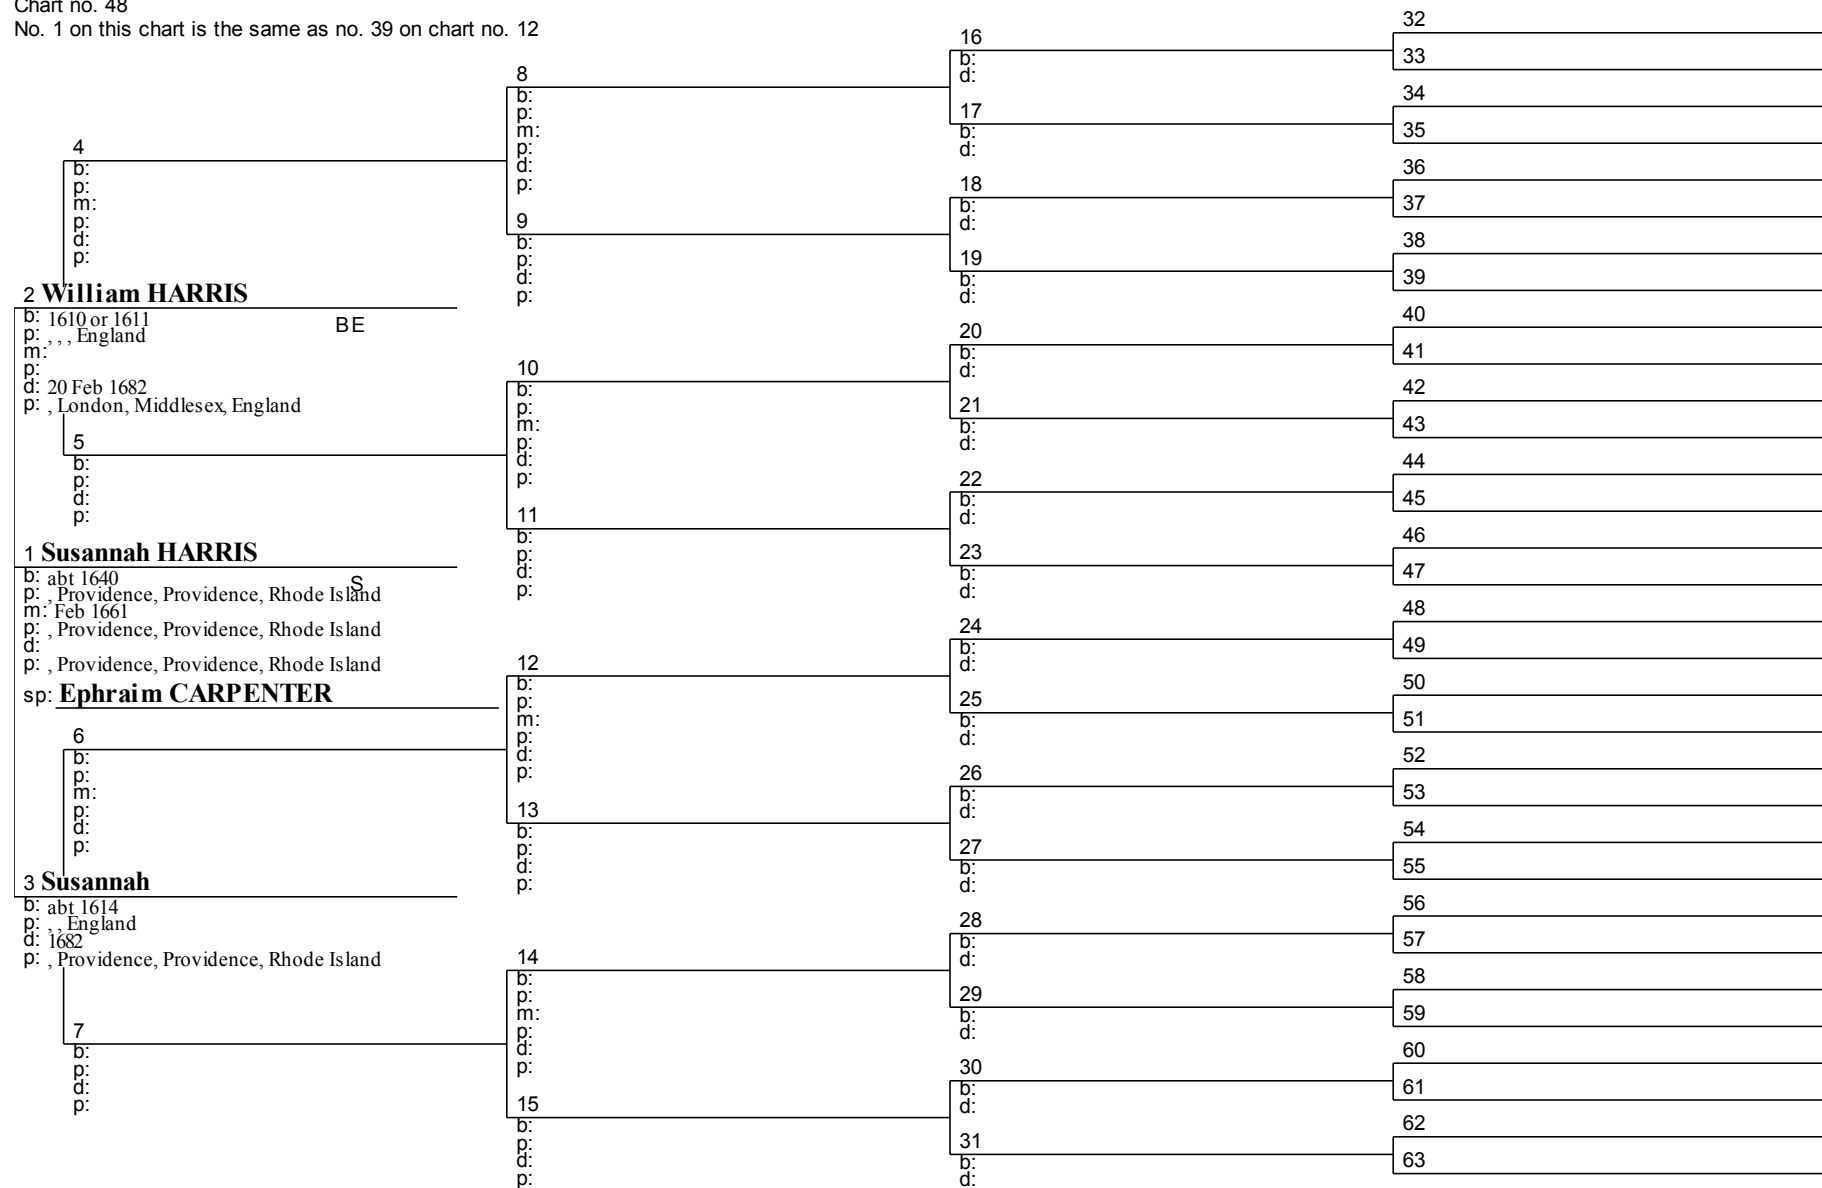 Chart no. 48
No. 1 on this chart is the same as no. 39 on chart no. 12
4
b:
p:
m:
p:
d:
p:
2 William HARRIS
b: 1610 or 1611 BE
p: , , , England
m:
p:
d: 20 Feb 1682
p: , London, Middlesex, England
5
b:
p:
d:
p:
1 Susannah HARRIS
b: abt 1640 S
p: , Providence, Providence, Rhode Island
m: Feb 1661
p: , Providence, Providence, Rhode Island
d:
p: , Providence, Providence, Rhode Island
sp: Ephraim CARPENTER
6
b:
p:
m:
p:
d:
p:
3 Susannah
b: abt 1614
p: , , England
d: 1682
p: , Providence, Providence, Rhode Island
7
b:
p:
d:
p:
8
b:
p:
m:
p:
d:
p:
9
b:
p:
d:
p:
10
b:
p:
m:
p:
d:
p:
11
b:
p:
d:
p:
12
b:
p:
m:
p:
d:
p:
13
b:
p:
d:
p:
14
b:
p:
m:
p:
d:
p:
15
b:
p:
d:
p:
16
b:
d:
17
b:
d:
18
b:
d:
19
b:
d:
20
b:
d:
21
b:
d:
22
b:
d:
23
b:
d:
24
b:
d:
25
b:
d:
26
b:
d:
27
b:
d:
28
b:
d:
29
b:
d:
30
b:
d:
31
b:
d:
32
33
34
35
36
37
38
39
40
41
42
43
44
45
46
47
48
49
50
51
52
53
54
55
56
57
58
59
60
61
62
63